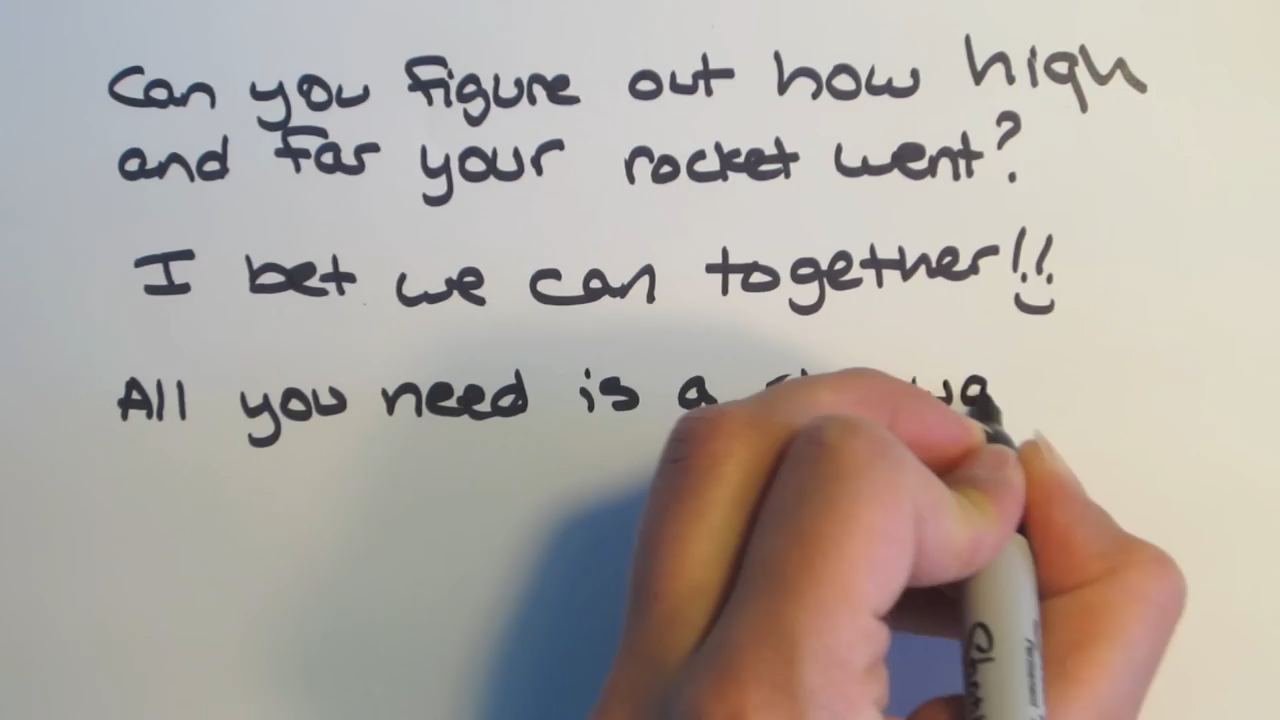 Can you figure out how high
and far your rocket went?
I bet we can together!!
All you need is a